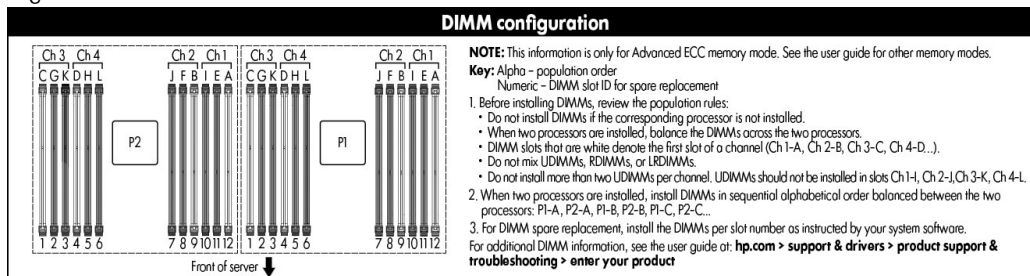 DIMM configuration
Ch 3 Ch 4 Ch 2 Ch 1 Ch 3 Ch 4 Ch 2 Ch 1
C G K D H L J F B I E A C G K D H L J F B I E A
P2 P1
1 2 3 4 5 6 7 8 9 10 11 12 1 2 3 4 5 6 7 8 9 10 11 12
Front of server
NOTE: This information is only for Advanced ECC memory mode. See the user guide for other memory modes.
Key: Alpha – population order
Numeric – DIMM slot ID for spare replacement
1. Before installing DIMMs, review the population rules:
• Do not install DIMMs if the corresponding processor is not installed.
• When two processors are installed, balance the DIMMs across the two processors.
• DIMM slots that are white denote the first slot of a channel (Ch 1-A, Ch 2-B, Ch 3-C, Ch 4-D...).
• Do not mix UDIMMs, RDIMMs, or LRDIMMs.
• Do not install more than two UDIMMs per channel. UDIMMs should not be installed in slots Ch 1-I, Ch 2-J,Ch 3-K, Ch 4-L.
2. When two processors are installed, install DIMMs in sequential alphabetical order balanced between the two
processors: P1-A, P2-A, P1-B, P2-B, P1-C, P2-C...
3. For DIMM spare replacement, install the DIMMs per slot number as instructed by your system software.
For additional DIMM information, see the user guide at: hp.com > support & drivers > product support &
troubleshooting > enter your product